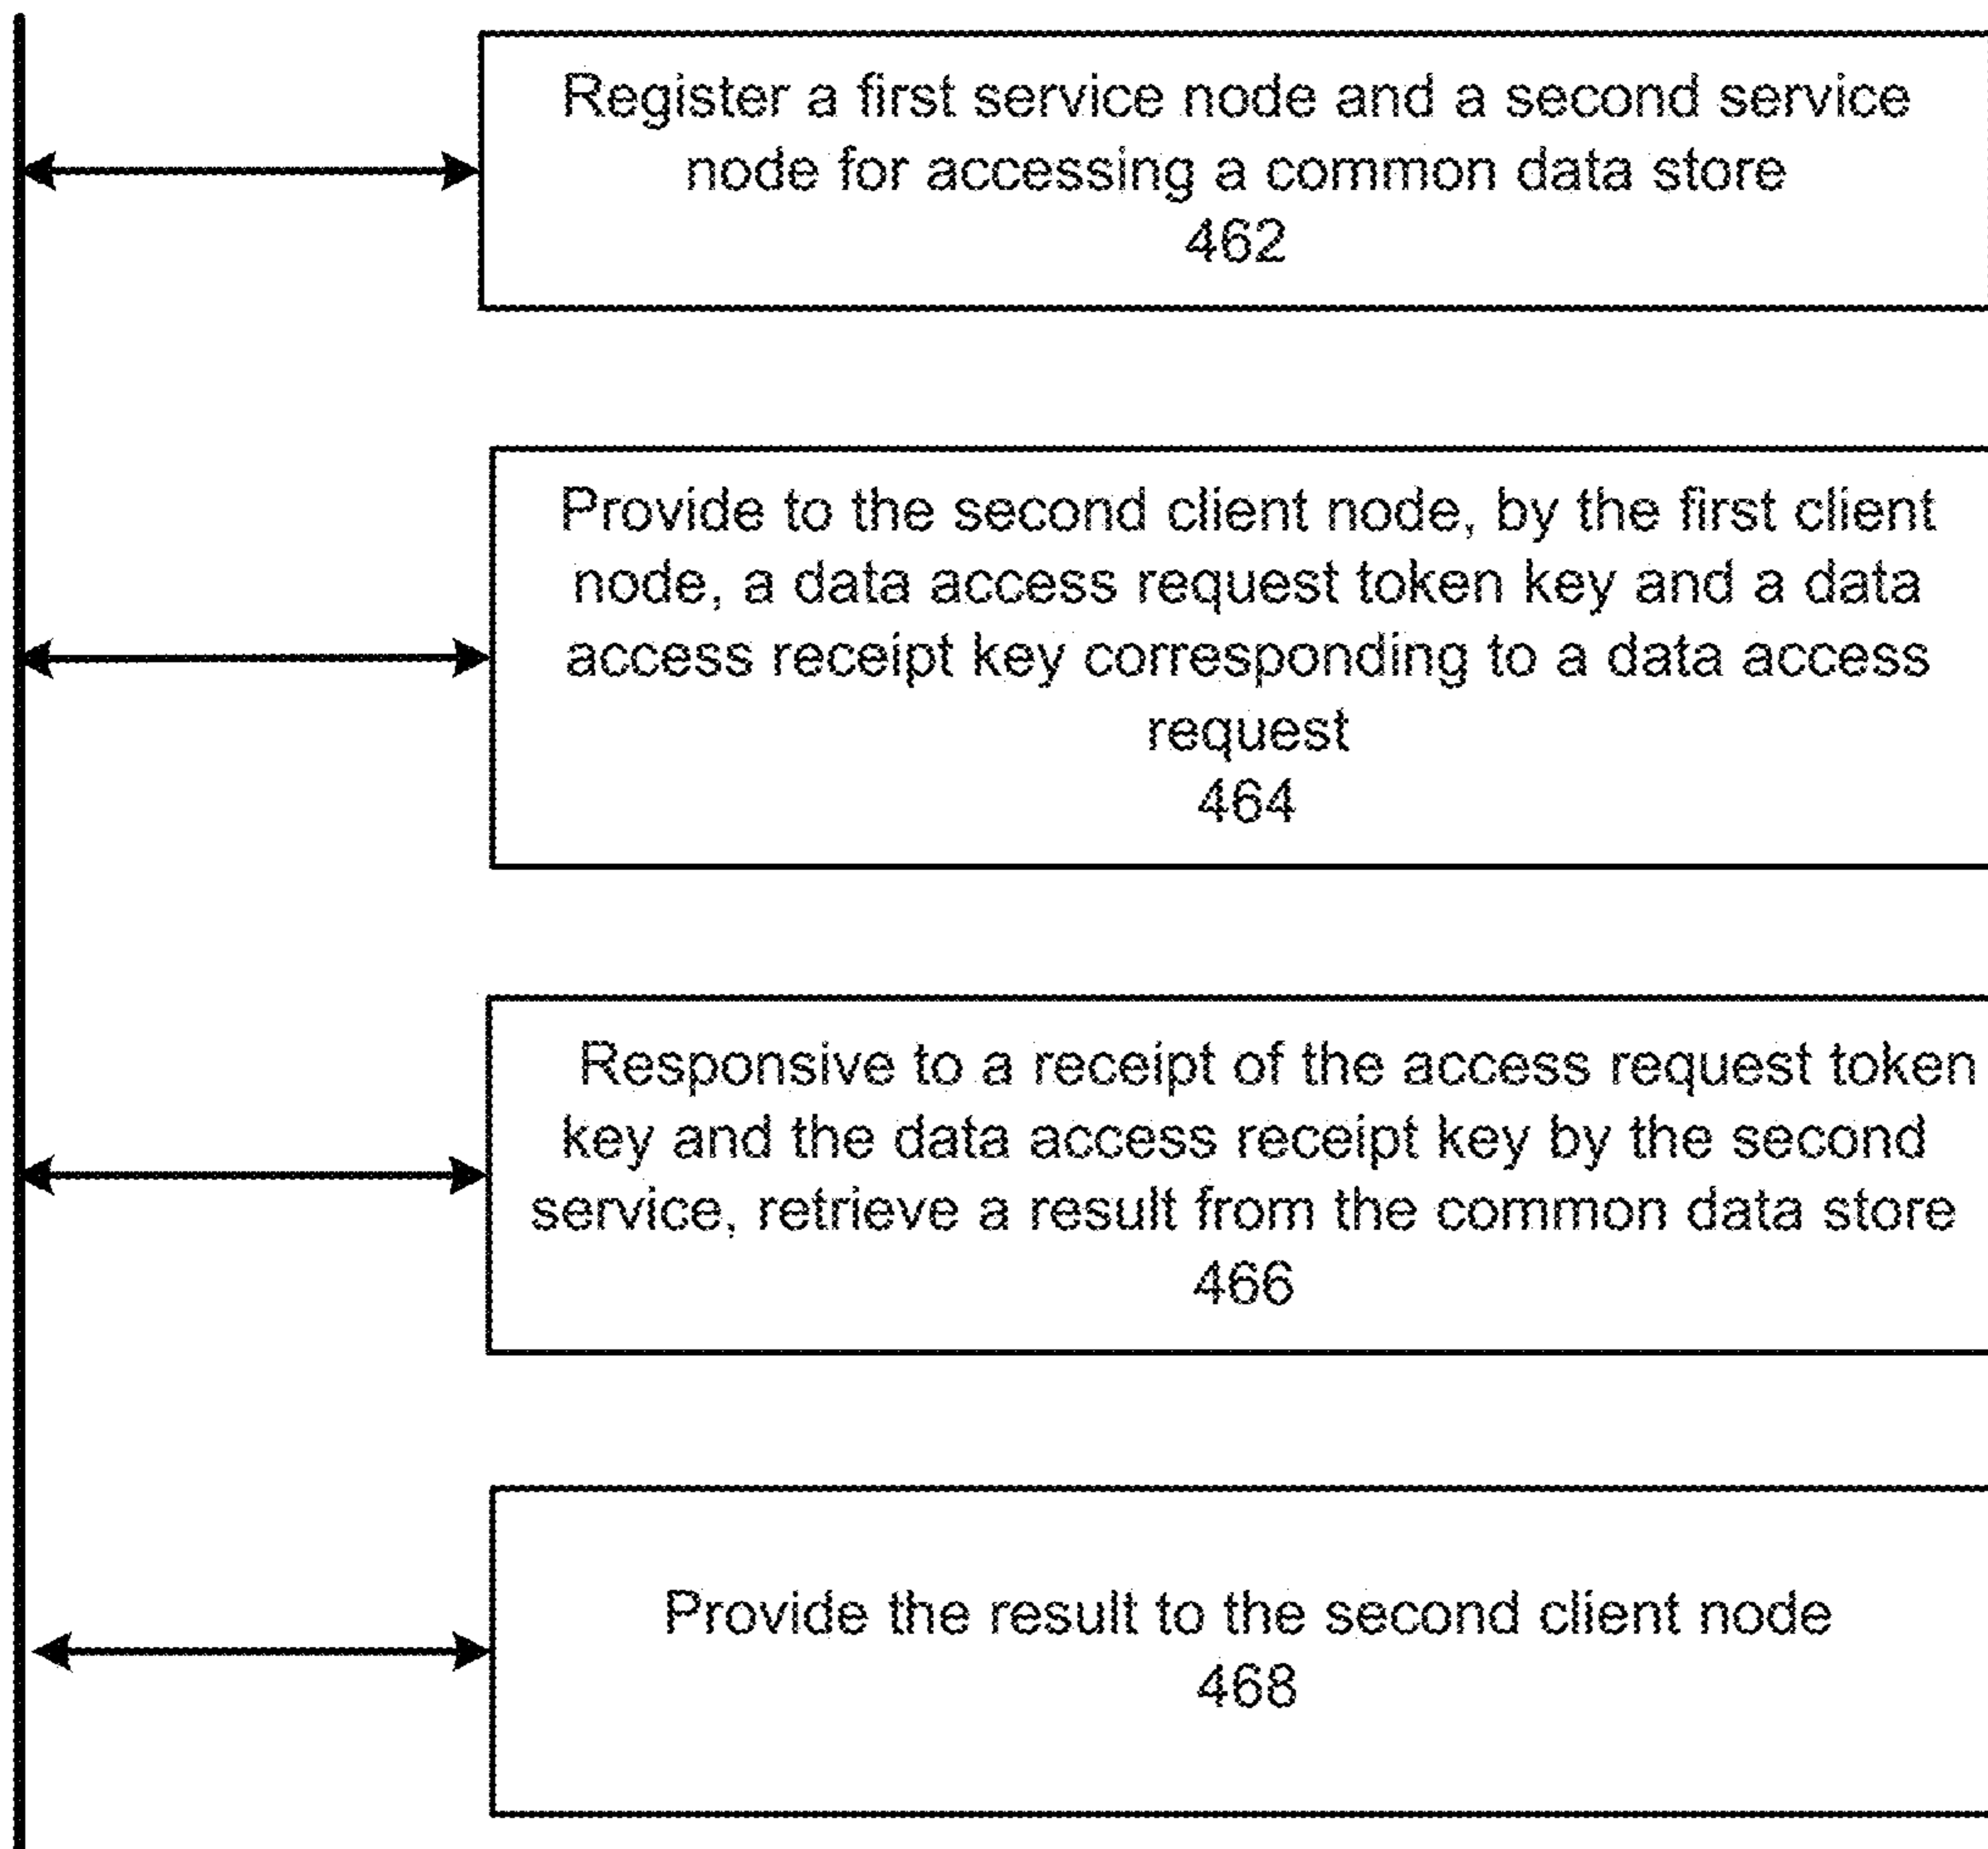 Register a first service node and a second service
node for accessing a common data store
462
Provide to the second client node, by the first client
node, a data access request token key and a data
access receipt key corresponding to a data access
request
464
Responsive to a receipt of the access request token
key and the data access receipt key by the second
service, retrieve a result from the common data store
466
Provide the result to the second client node
468